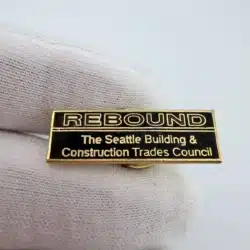 REBOUND
The Seattle Building &
Construction Trades Council